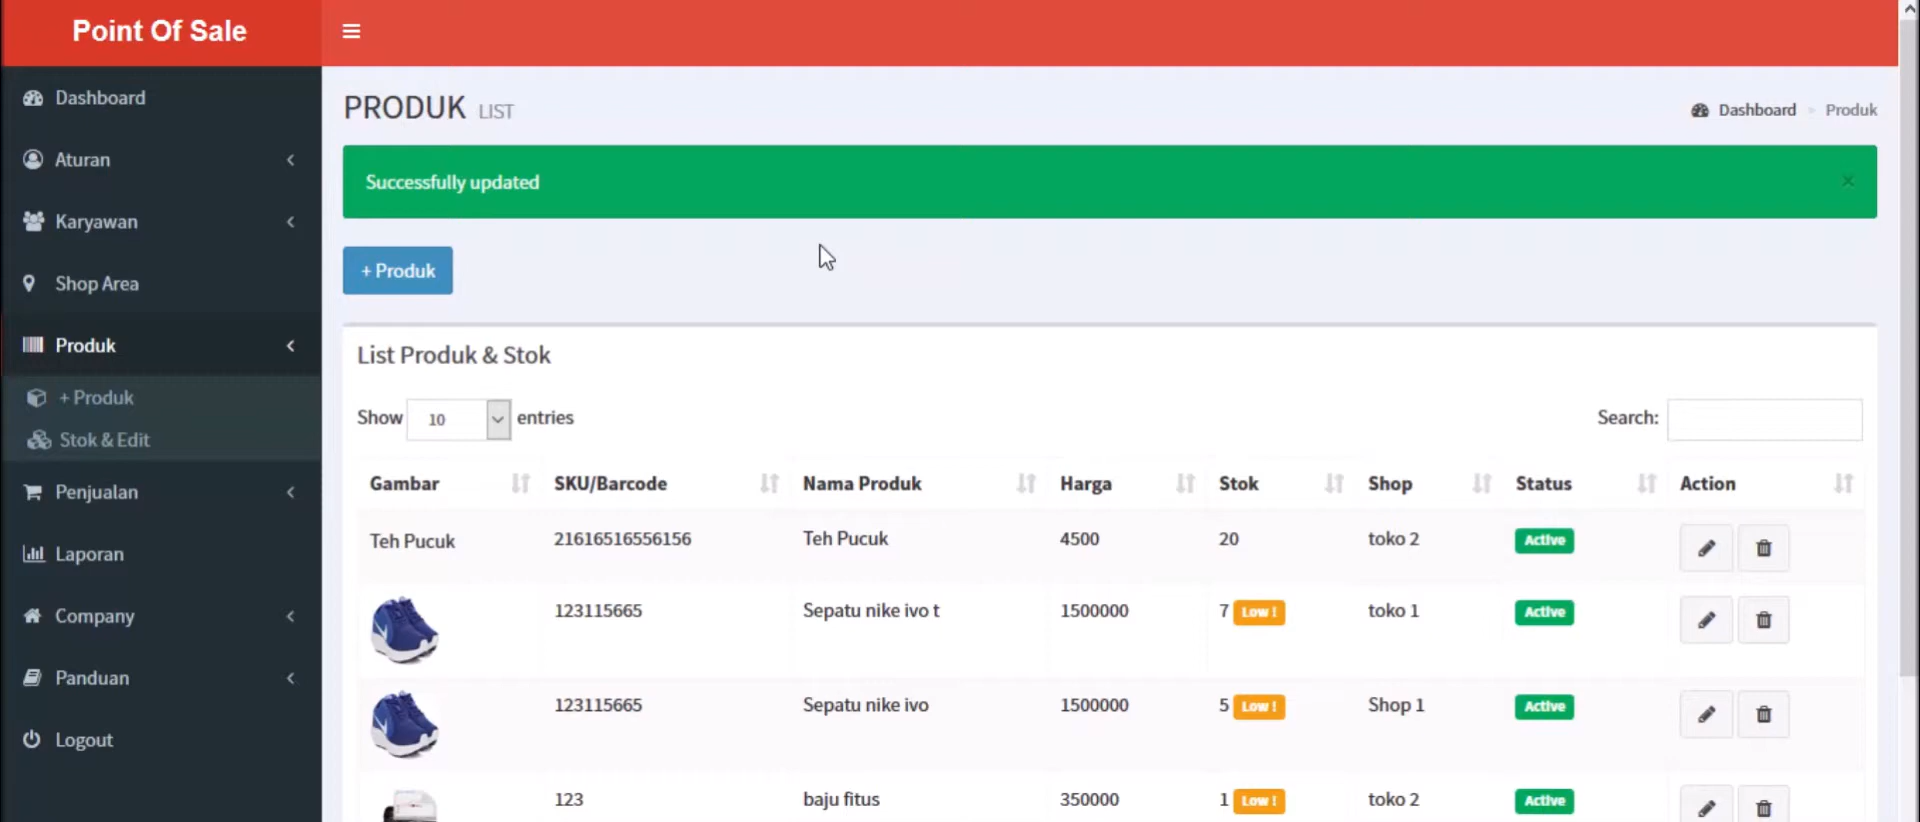 Point Of Sale
Dashboard
Aturan
Karyawan
Shop Area
Produk
+ Produk
Stok & Edit
Penjualan
Laporan
Company
Panduan
Logout
PRODUK LIST
Dashboard > Produk
Successfully updated ×
+ Produk
List Produk & Stok
Show 10 entries
Search:
Gambar SKU/Barcode Nama Produk Harga Stok Shop Status Action
Teh Pucuk 21616516556156 Teh Pucuk 4500 20 toko 2 Active
123115665 Sepatu nike ivo t 1500000 7 Low ! toko 1 Active
123115665 Sepatu nike ivo 1500000 5 Low ! Shop 1 Active
123 baju fitus 350000 1 Low ! toko 2 Active